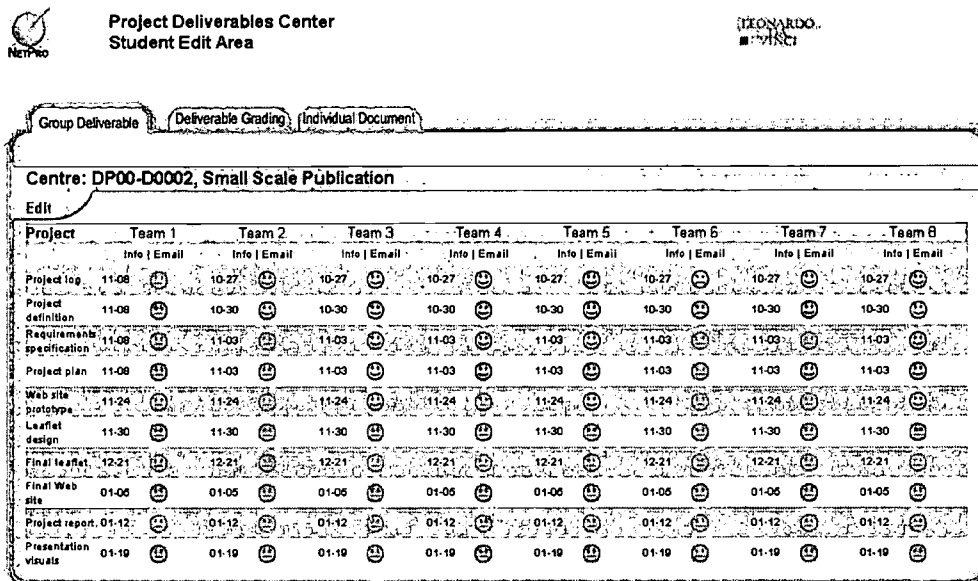 Project Deliverables Center
Student Edit Area
NETPRO
LEONARDO
DA VINCI
Group Deliverable Deliverable Grading Individual Document
Centre: DP00-D0002, Small Scale Publication
Edit
Project Team 1 Team 2 Team 3 Team 4 Team 5 Team 6 Team 7 Team 8
Info | Email Info | Email Info | Email Info | Email Info | Email Info | Email Info | Email Info | Email
Project log 11-08 10-27 10-27 10-27 10-27 10-27 10-27 10-27
Project
definition 11-08 10-30 10-30 10-30 10-30 10-30 10-30 10-30
Requirements
specification 11-08 11-03 11-03 11-03 11-03 11-03 11-03 11-03
Project plan 11-08 11-03 11-03 11-03 11-03 11-03 11-03 11-03
Web site
prototype 11-24 11-24 11-24 11-24 11-24 11-24 11-24 11-24
Leaflet
design 11-30 11-30 11-30 11-30 11-30 11-30 11-30 11-30
Final leaflet 12-21 12-21 12-21 12-21 12-21 12-21 12-21 12-21
Final Web
site 01-05 01-05 01-05 01-05 01-05 01-05 01-05 01-05
Project report 01-12 01-12 01-12 01-12 01-12 01-12 01-12 01-12
Presentation
visuals 01-19 01-19 01-19 01-19 01-19 01-19 01-19 01-19